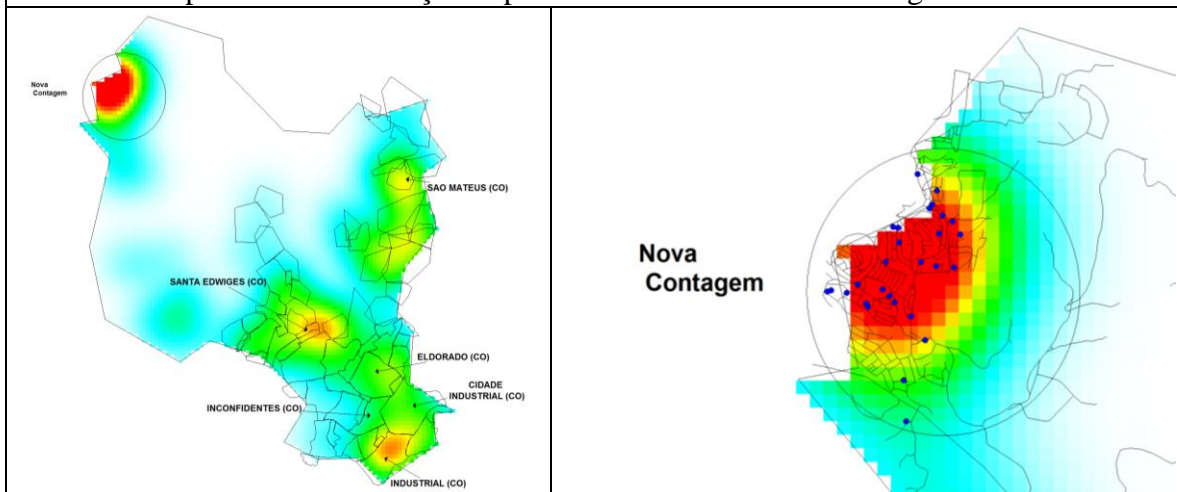 Nova
Contagem
SAO MATEUS (CO)
SANTA EDWIGES (CO)
ELDORADO (CO)
CIDADE
INDUSTRIAL (CO)
INCONFIDENTES (CO)
INDUSTRIAL (CO)
Nova
Contagem